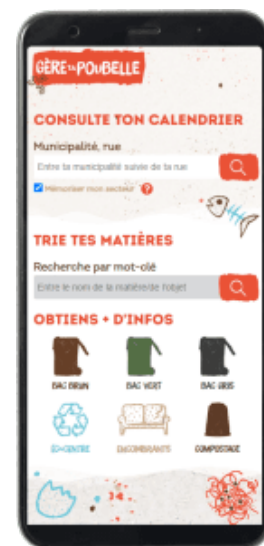 GÈRE TA POUBELLE
CONSULTE TON CALENDRIER
Municipalité, rue
Entre ta municipalité suivie de ta rue
Mémoriser mon secteur ?
TRIE TES MATIÈRES
Recherche par mot-clé
Entre le nom de la matière/de l'objet
OBTIENS + D'INFOS
BAC BRUN BAC VERT BAC GRIS
ÉCOCENTRE ENCOMBRANTS COMPOSTAGE